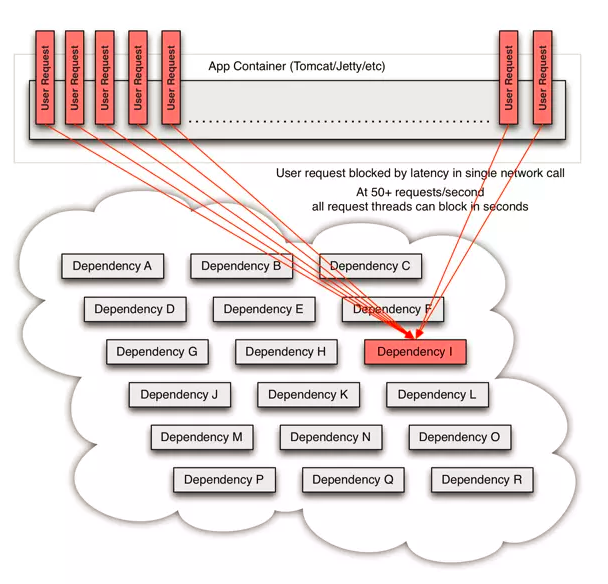 User Request
User Request
User Request
User Request
User Request
User Request
User Request
App Container (Tomcat/Jetty/etc)
User request blocked by latency in single network call
At 50+ requests/second
all request threads can block in seconds
Dependency A
Dependency B
Dependency C
Dependency D
Dependency E
Dependency F
Dependency G
Dependency H
Dependency I
Dependency J
Dependency K
Dependency L
Dependency M
Dependency N
Dependency O
Dependency P
Dependency Q
Dependency R